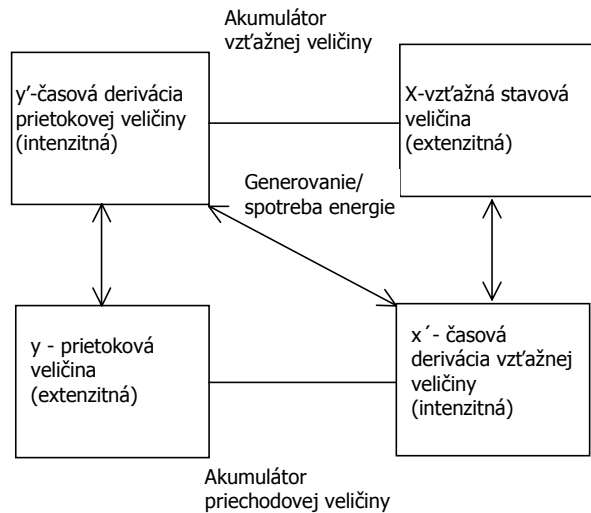 Akumulátor
vzťažnej veličiny
y’-časová derivácia
prietokovej veličiny
(intenzitná)
X-vzťažná stavová
veličina
(extenzitná)
Generovanie/
spotreba energie
y - prietoková
veličina
(extenzitná)
x´- časová
derivácia vzťažnej
veličiny
(intenzitná)
Akumulátor
priechodovej veličiny